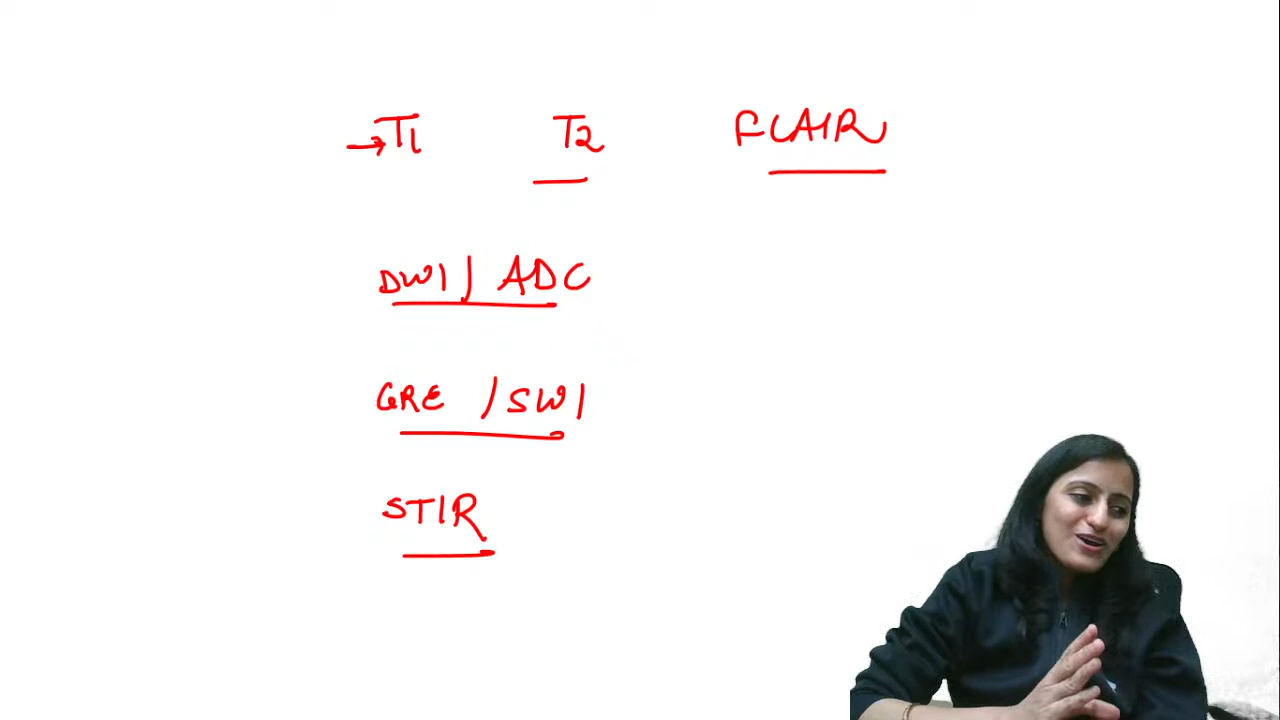 →T1 T2 FLAIR
DWI / ADC
GRE / SWI
STIR